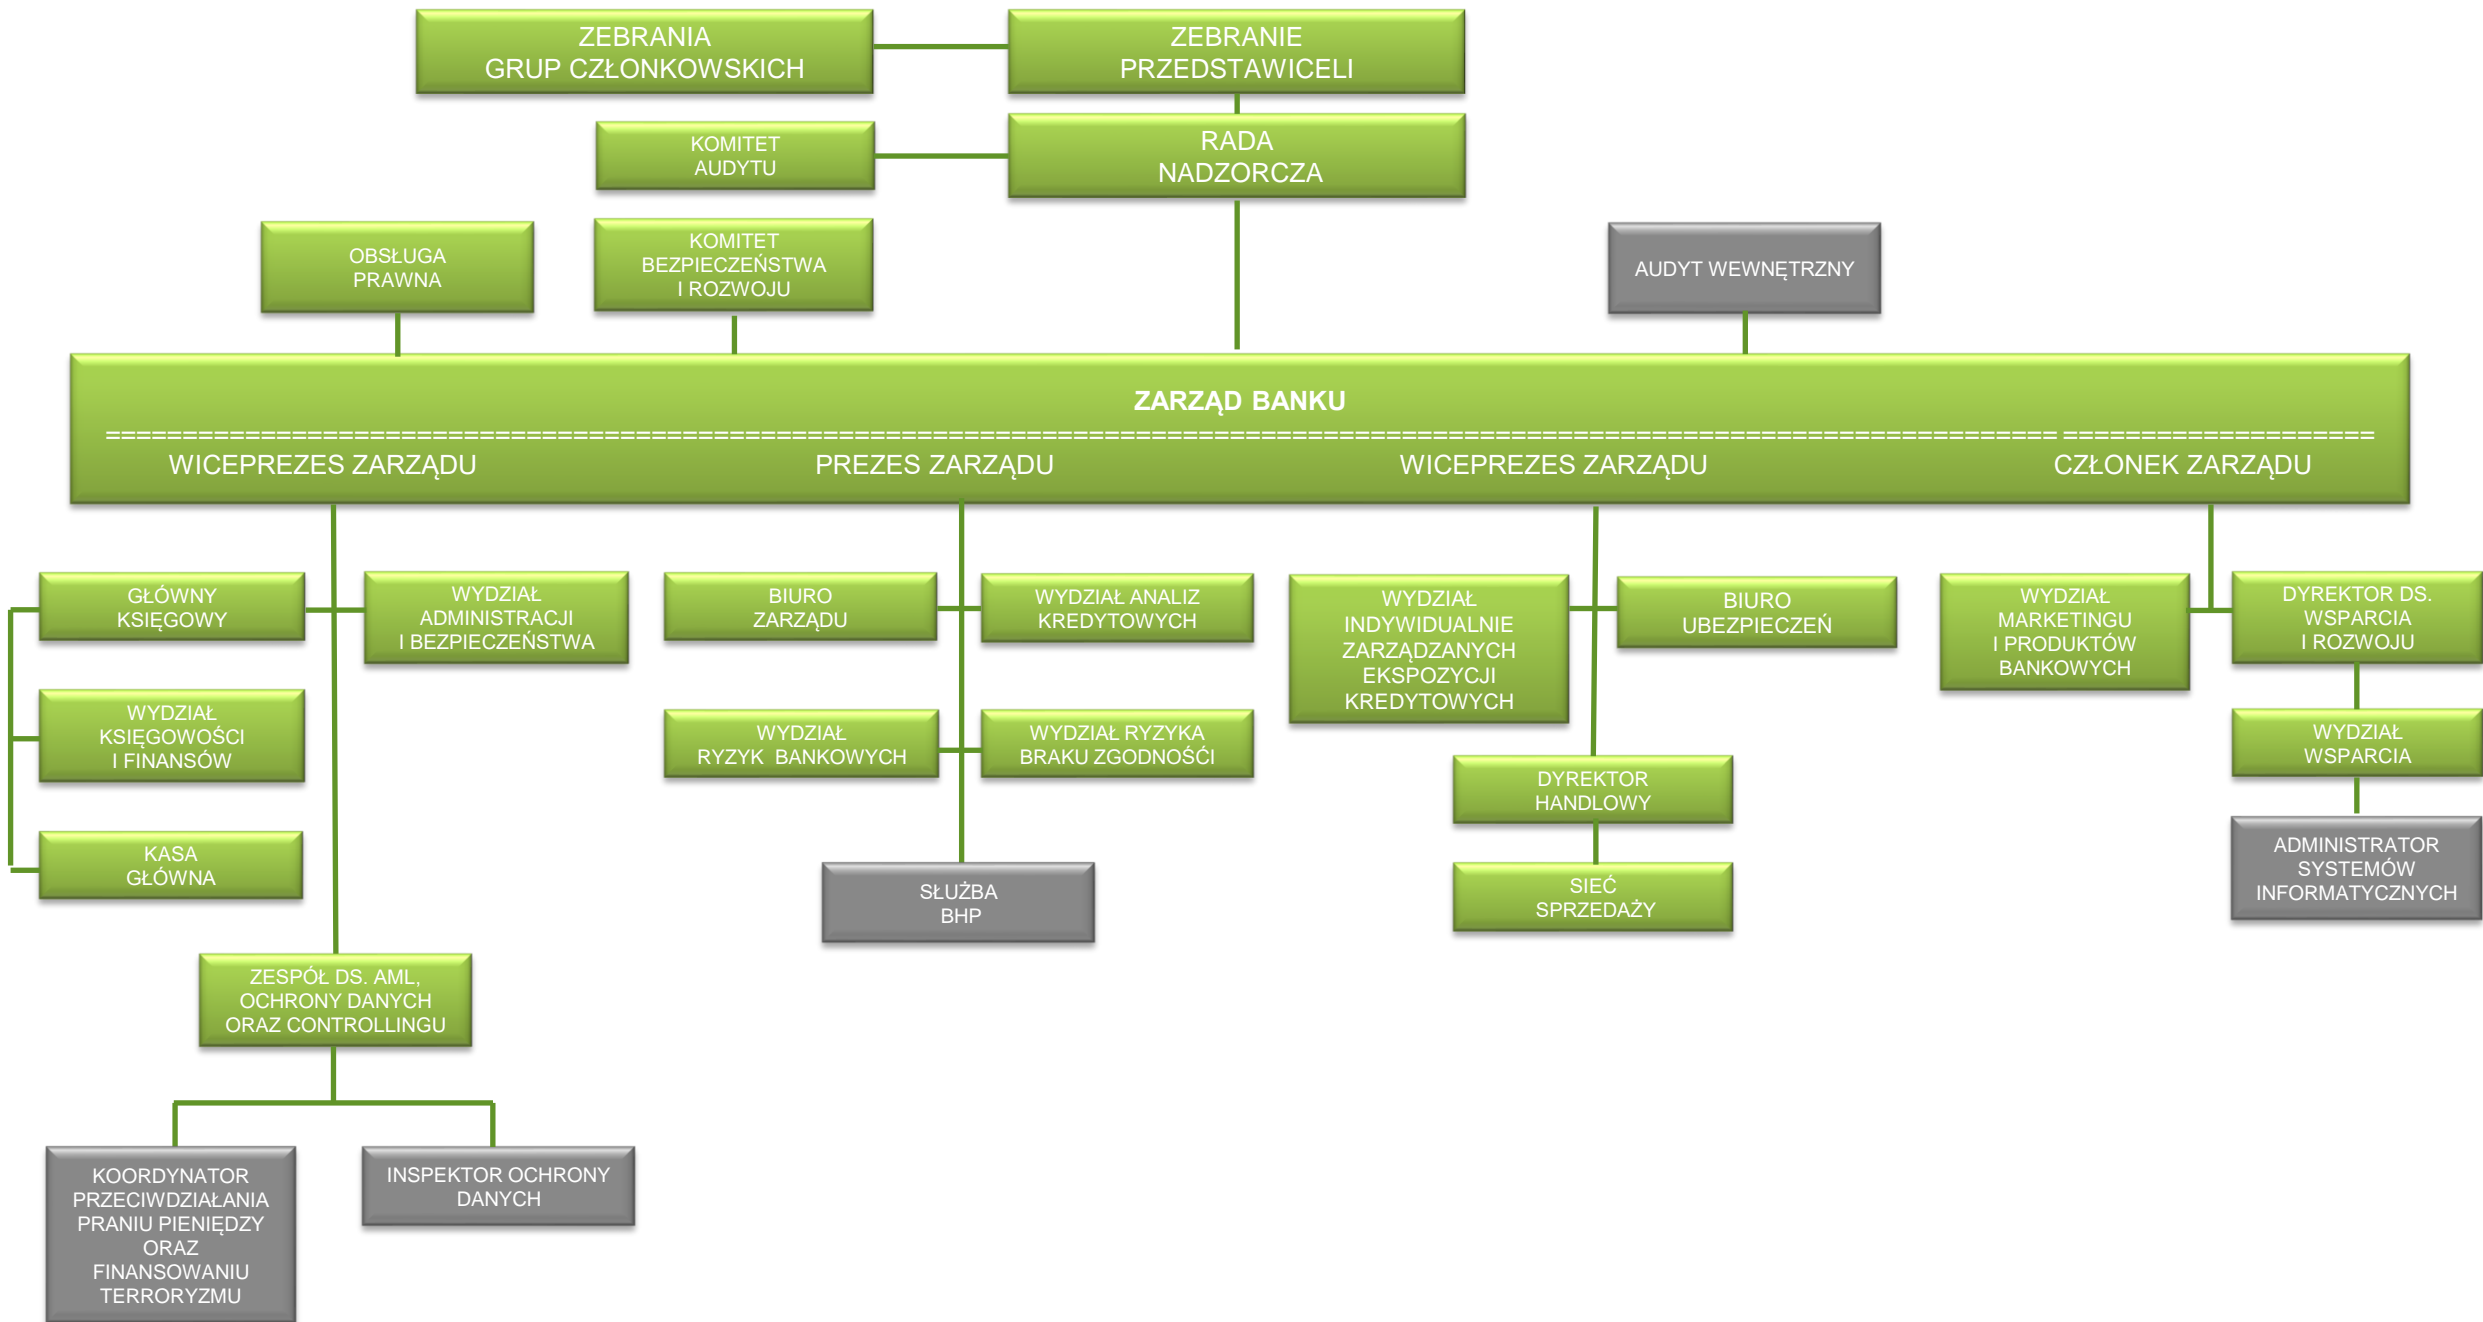 ZEBRANIA
GRUP CZŁONKOWSKICH
ZEBRANIE
PRZEDSTAWICELI
KOMITET
AUDYTU
RADA
NADZORCZA
OBSŁUGA
PRAWNA
KOMITET
BEZPIECZEŃSTWA
I ROZWOJU
AUDYT WEWNĘTRZNY
ZARZĄD BANKU
WICEPREZES ZARZĄDU
PREZES ZARZĄDU
WICEPREZES ZARZĄDU
CZŁONEK ZARZĄDU
GŁÓWNY
KSIĘGOWY
WYDZIAŁ
ADMINISTRACJI
I BEZPIECZEŃSTWA
BIURO
ZARZĄDU
WYDZIAŁ ANALIZ
KREDYTOWYCH
WYDZIAŁ
INDYWIDUALNIE
ZARZĄDZANYCH
EKSPOZYCJI
KREDYTOWYCH
BIURO
UBEZPIECZEŃ
WYDZIAŁ
MARKETINGU
I PRODUKTÓW
BANKOWYCH
DYREKTOR DS.
WSPARCIA
I ROZWOJU
WYDZIAŁ
KSIĘGOWOŚCI
I FINANSÓW
WYDZIAŁ
RYZYK  BANKOWYCH
WYDZIAŁ RYZYKA
BRAKU ZGODNOŚĆI
DYREKTOR
HANDLOWY
WYDZIAŁ
WSPARCIA
KASA
GŁÓWNA
SŁUŻBA
BHP
SIEĆ
SPRZEDAŻY
ADMINISTRATOR
SYSTEMÓW
INFORMATYCZNYCH
ZESPÓŁ DS. AML,
OCHRONY DANYCH
ORAZ CONTROLLINGU
KOORDYNATOR
PRZECIWDZIAŁANIA
PRANIU PIENIĘDZY
ORAZ
FINANSOWANIU
TERRORYZMU
INSPEKTOR OCHRONY
DANYCH